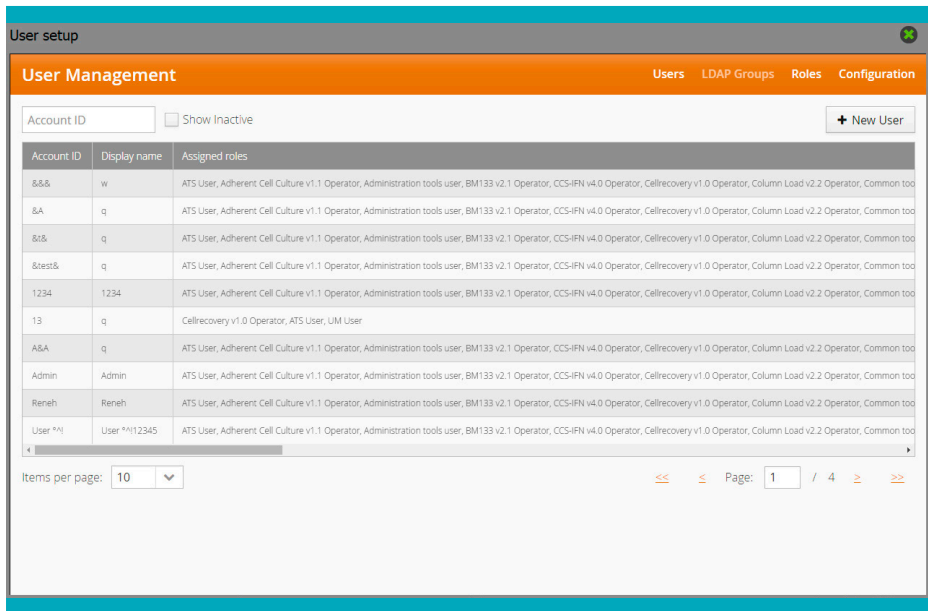 User setup
User Management Users LDAP Groups Roles Configuration
Account ID Show Inactive + New User
Account ID Display name Assigned roles
&&& w ATS User, Adherent Cell Culture v1.1 Operator, Administration tools user, BM133 v2.1 Operator, CCS-IFN v4.0 Operator, Cellrecovery v1.0 Operator, Column Load v2.2 Operator, Common too
&A q ATS User, Adherent Cell Culture v1.1 Operator, Administration tools user, BM133 v2.1 Operator, CCS-IFN v4.0 Operator, Cellrecovery v1.0 Operator, Column Load v2.2 Operator, Common too
&t& q ATS User, Adherent Cell Culture v1.1 Operator, Administration tools user, BM133 v2.1 Operator, CCS-IFN v4.0 Operator, Cellrecovery v1.0 Operator, Column Load v2.2 Operator, Common too
&test& q ATS User, Adherent Cell Culture v1.1 Operator, Administration tools user, BM133 v2.1 Operator, CCS-IFN v4.0 Operator, Cellrecovery v1.0 Operator, Column Load v2.2 Operator, Common too
1234 1234 ATS User, Adherent Cell Culture v1.1 Operator, Administration tools user, BM133 v2.1 Operator, CCS-IFN v4.0 Operator, Cellrecovery v1.0 Operator, Column Load v2.2 Operator, Common too
13 q Cellrecovery v1.0 Operator, ATS User, UM User
A&A q ATS User, Adherent Cell Culture v1.1 Operator, Administration tools user, BM133 v2.1 Operator, CCS-IFN v4.0 Operator, Cellrecovery v1.0 Operator, Column Load v2.2 Operator, Common too
Admin Admin ATS User, Adherent Cell Culture v1.1 Operator, Administration tools user, BM133 v2.1 Operator, CCS-IFN v4.0 Operator, Cellrecovery v1.0 Operator, Column Load v2.2 Operator, Common too
Reneh Reneh ATS User, Adherent Cell Culture v1.1 Operator, Administration tools user, BM133 v2.1 Operator, CCS-IFN v4.0 Operator, Cellrecovery v1.0 Operator, Column Load v2.2 Operator, Common too
User User ATS User, Adherent Cell Culture v1.1 Operator, Administration tools user, BM133 v2.1 Operator, CCS-IFN v4.0 Operator, Cellrecovery v1.0 Operator, Column Load v2.2 Operator, Common too
Items per page: 10 << < Page: 1 / 4 > >>